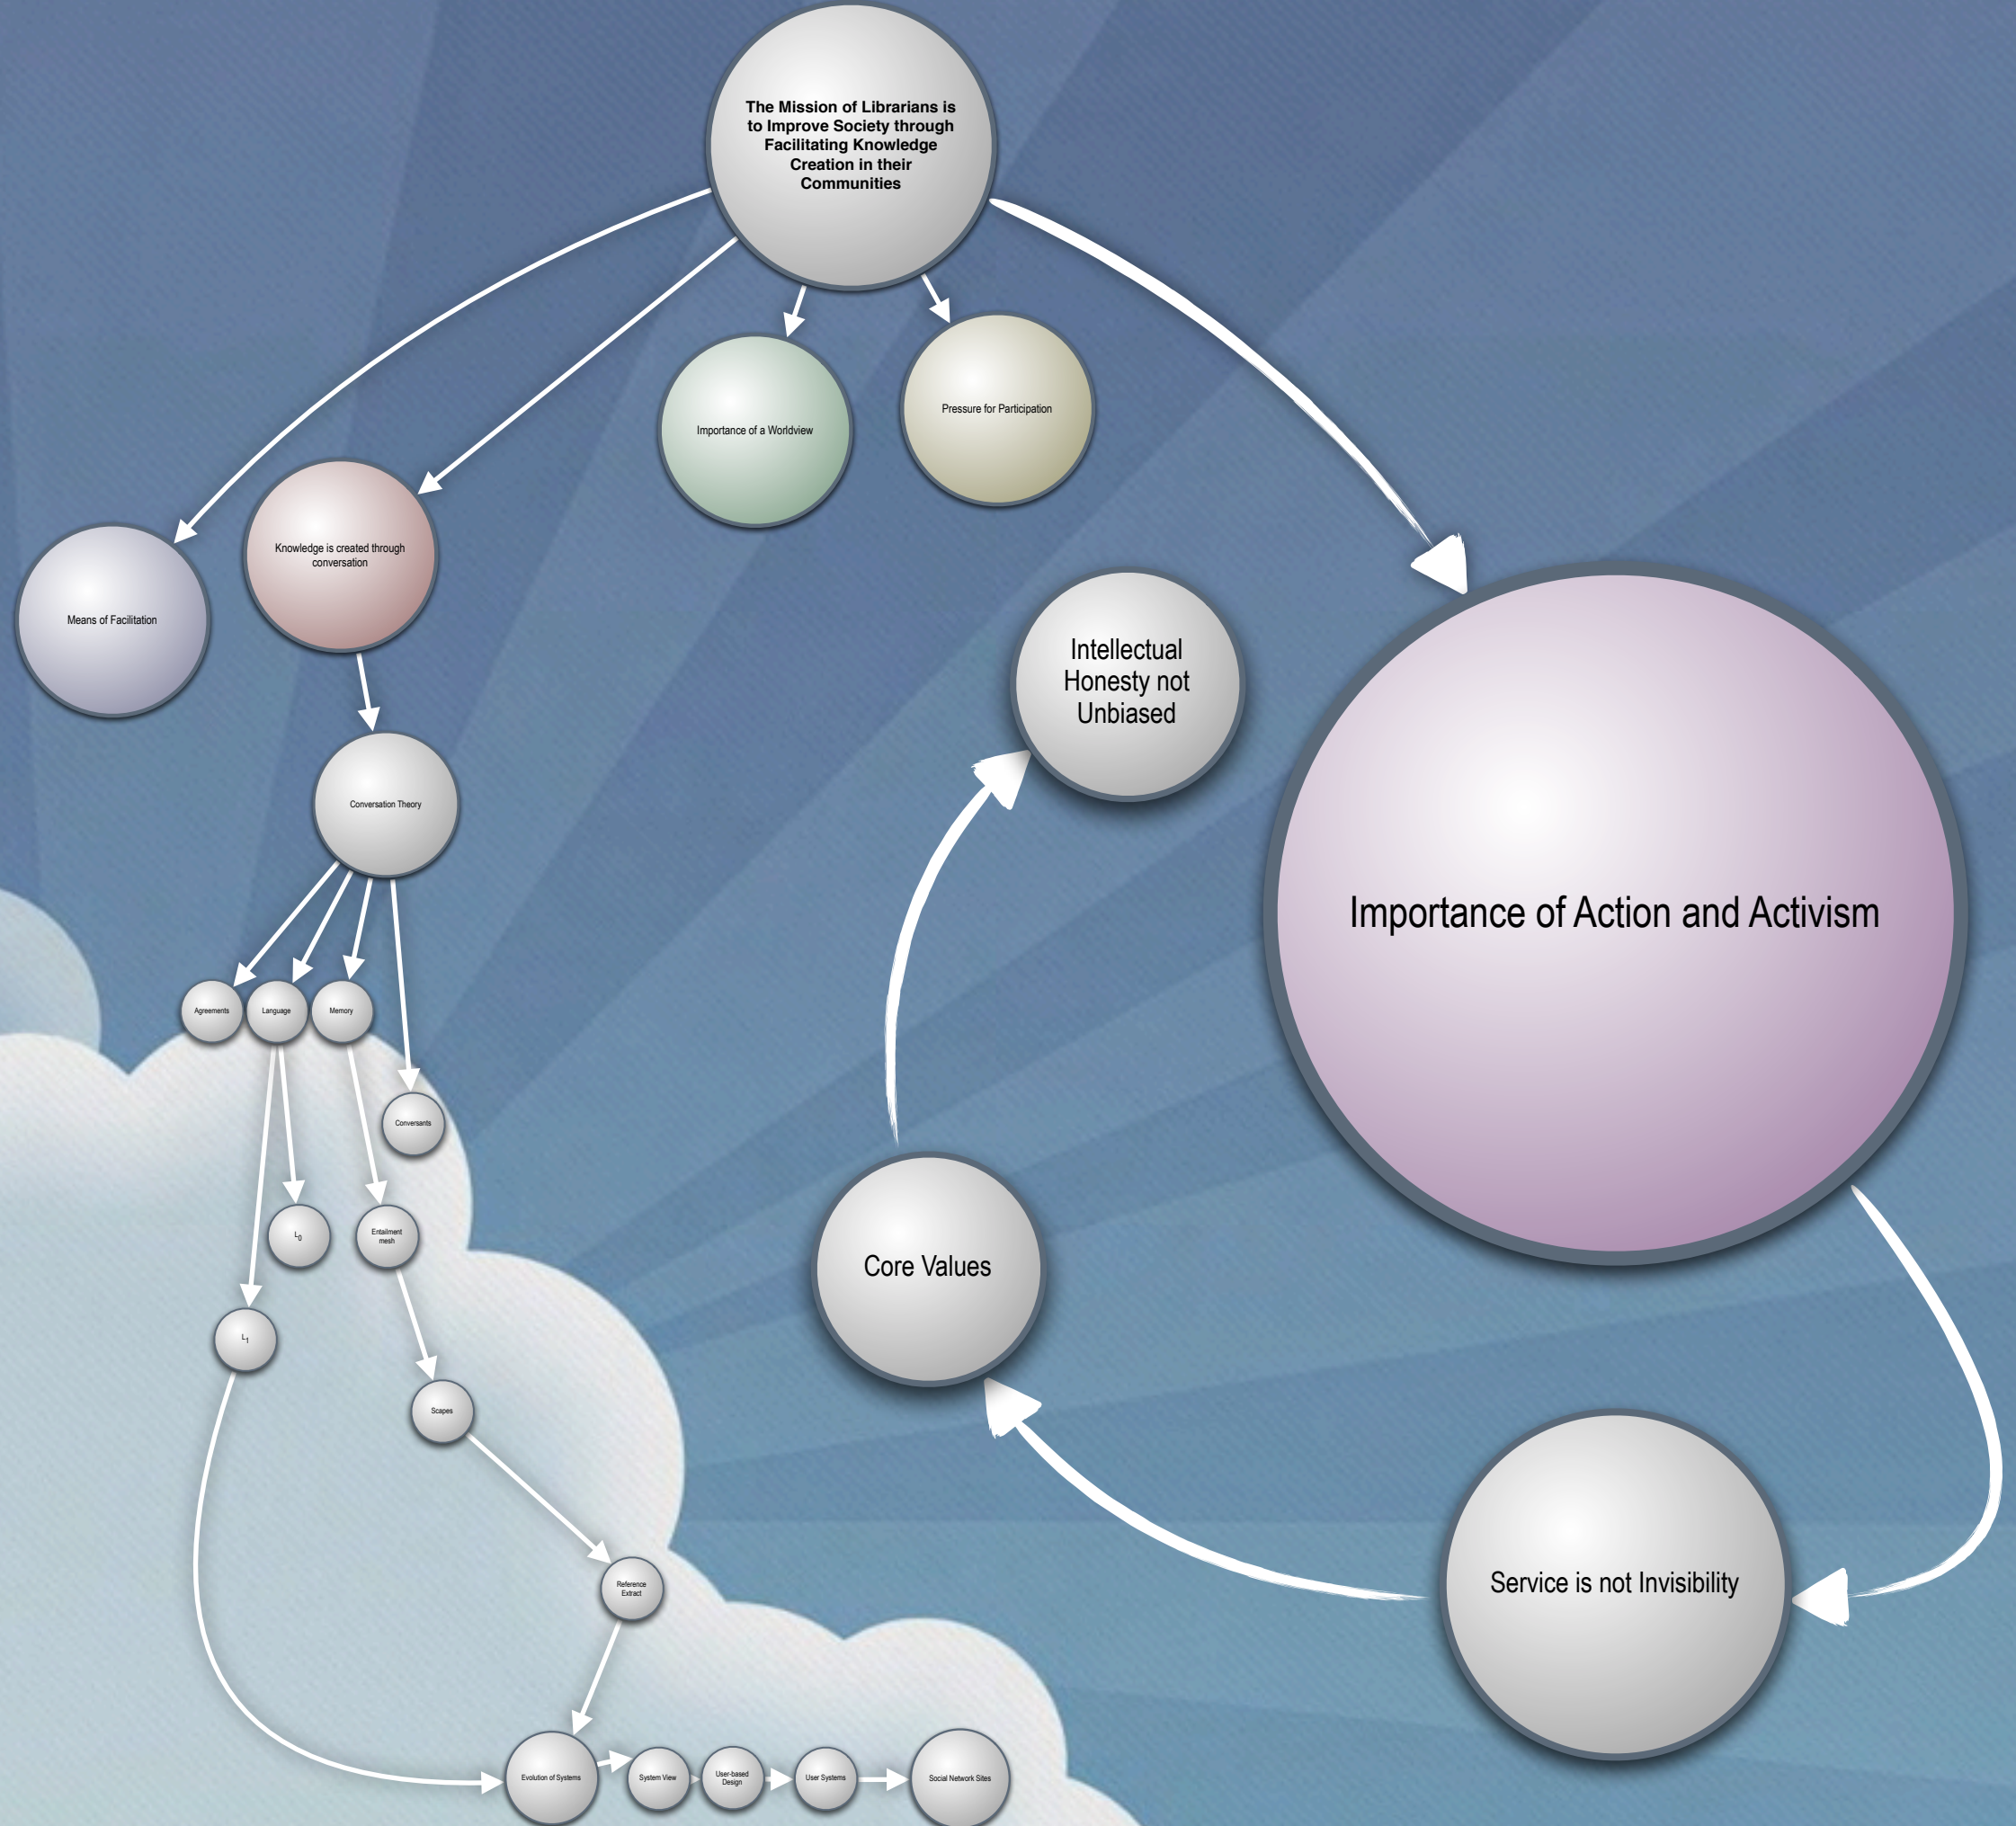 The Mission of Librarians is
to Improve Society through
Facilitating Knowledge
Creation in their
Communities
Importance of a Worldview
Pressure for Participation
Knowledge is created through
conversation
Means of Facilitation
Intellectual
Honesty not
Unbiased
Conversation Theory
Importance of Action and Activism
Agreements
Language
Memory
Conversants
L0
Entailment
mesh
Core Values
L1
Scapes
Reference
Extract
Service is not Invisibility
Evolution of Systems
System View
User-based
Design
User Systems
Social Network Sites